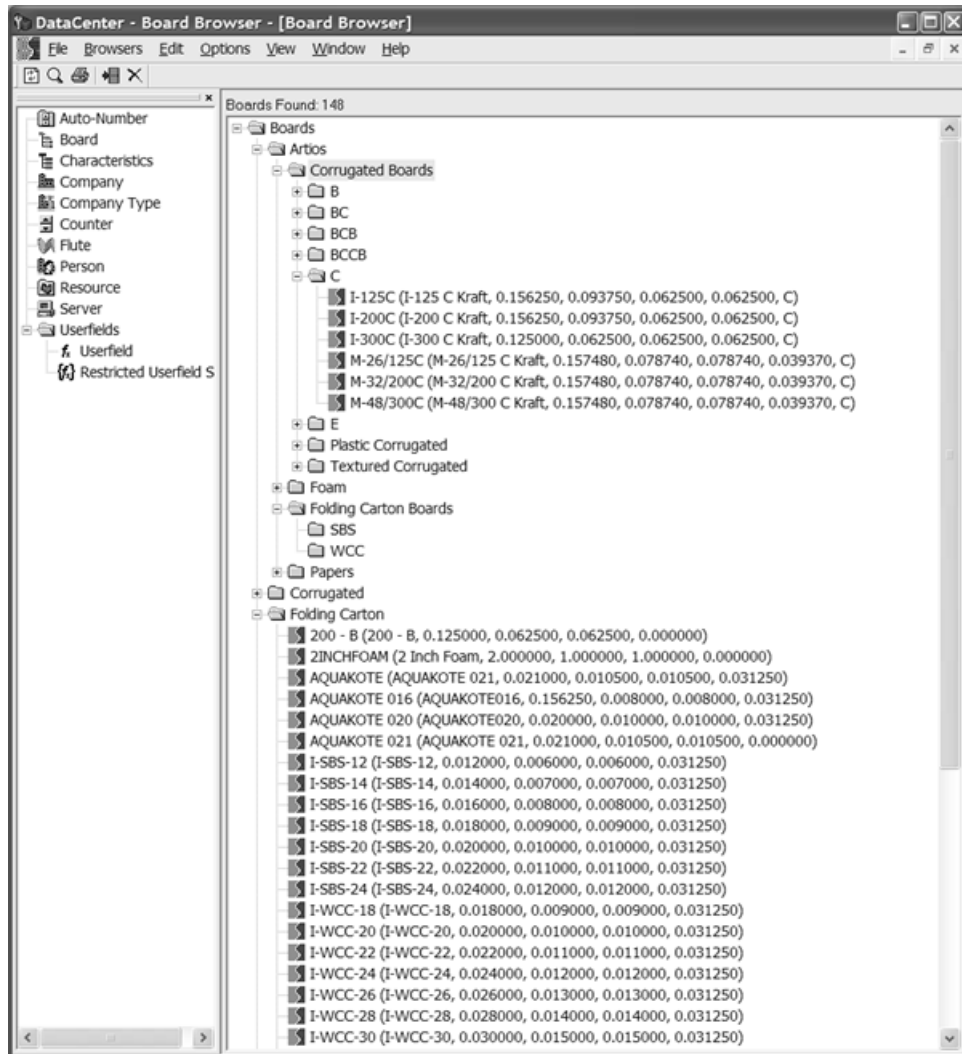 DataCenter - Board Browser - [Board Browser]
File Browsers Edit Options View Window Help
Auto-Number
Board
Characteristics
Company
Company Type
Counter
Flute
Person
Resource
Server
Userfields
Userfield
Restricted Userfield S
Boards Found: 148
Boards
Artios
Corrugated Boards
B
BC
BCB
BCCB
C
I-125C (I-125 C Kraft, 0.156250, 0.093750, 0.062500, 0.062500, C)
I-200C (I-200 C Kraft, 0.156250, 0.093750, 0.062500, 0.062500, C)
I-300C (I-300 C Kraft, 0.125000, 0.062500, 0.062500, 0.062500, C)
M-26/125C (M-26/125 C Kraft, 0.157480, 0.078740, 0.078740, 0.039370, C)
M-32/200C (M-32/200 C Kraft, 0.157480, 0.078740, 0.078740, 0.039370, C)
M-48/300C (M-48/300 C Kraft, 0.157480, 0.078740, 0.078740, 0.039370, C)
E
Plastic Corrugated
Textured Corrugated
Foam
Folding Carton Boards
SBS
WCC
Papers
Corrugated
Folding Carton
200 - B (200 - B, 0.125000, 0.062500, 0.062500, 0.000000)
2INCHFOAM (2 Inch Foam, 2.000000, 1.000000, 1.000000, 0.000000)
AQUAKOTE (AQUAKOTE 021, 0.021000, 0.010500, 0.010500, 0.031250)
AQUAKOTE 016 (AQUAKOTE016, 0.156250, 0.008000, 0.008000, 0.031250)
AQUAKOTE 020 (AQUAKOTE020, 0.020000, 0.010000, 0.010000, 0.031250)
AQUAKOTE 021 (AQUAKOTE 021, 0.021000, 0.010500, 0.010500, 0.000000)
I-SBS-12 (I-SBS-12, 0.012000, 0.006000, 0.006000, 0.031250)
I-SBS-14 (I-SBS-14, 0.014000, 0.007000, 0.007000, 0.031250)
I-SBS-16 (I-SBS-16, 0.016000, 0.008000, 0.008000, 0.031250)
I-SBS-18 (I-SBS-18, 0.018000, 0.009000, 0.009000, 0.031250)
I-SBS-20 (I-SBS-20, 0.020000, 0.010000, 0.010000, 0.031250)
I-SBS-22 (I-SBS-22, 0.022000, 0.011000, 0.011000, 0.031250)
I-SBS-24 (I-SBS-24, 0.024000, 0.012000, 0.012000, 0.031250)
I-WCC-18 (I-WCC-18, 0.018000, 0.009000, 0.009000, 0.031250)
I-WCC-20 (I-WCC-20, 0.020000, 0.010000, 0.010000, 0.031250)
I-WCC-22 (I-WCC-22, 0.022000, 0.011000, 0.011000, 0.031250)
I-WCC-24 (I-WCC-24, 0.024000, 0.012000, 0.012000, 0.031250)
I-WCC-26 (I-WCC-26, 0.026000, 0.013000, 0.013000, 0.031250)
I-WCC-28 (I-WCC-28, 0.028000, 0.014000, 0.014000, 0.031250)
I-WCC-30 (I-WCC-30, 0.030000, 0.015000, 0.015000, 0.031250)